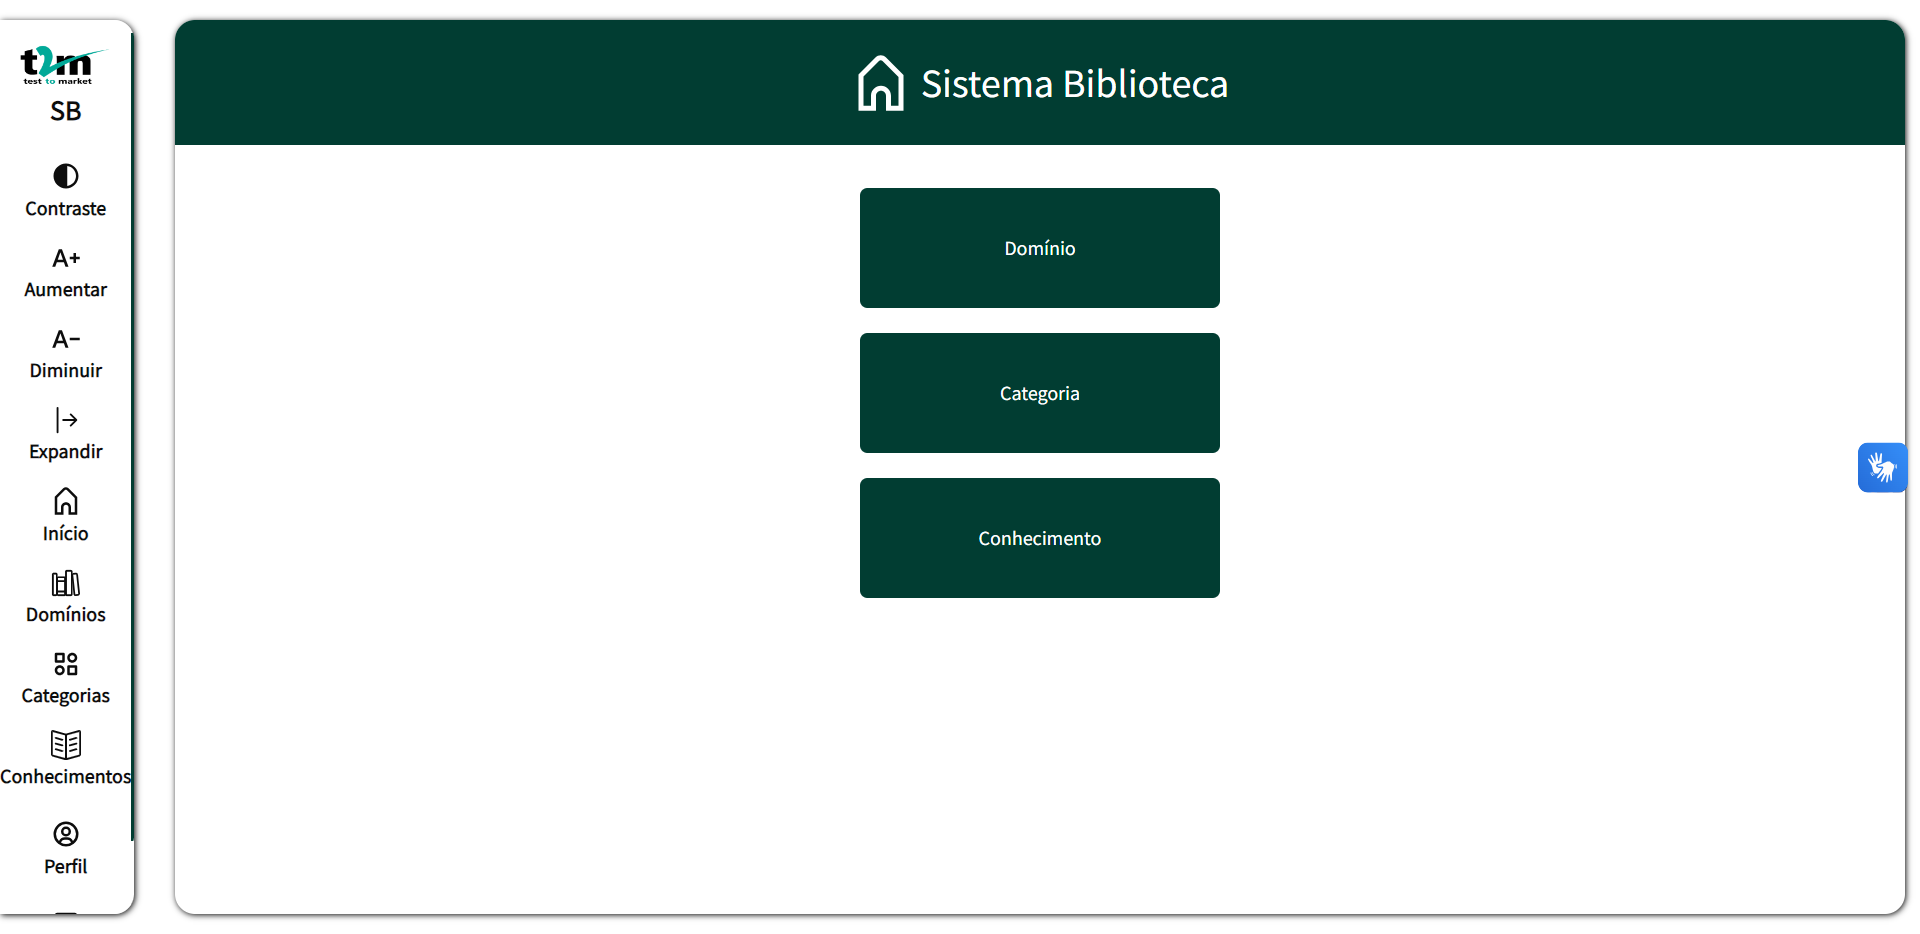 t2m
test to market
SB
Contraste
A+
Aumentar
A-
Diminuir
Expandir
Início
Domínios
Categorias
Conhecimentos
Perfil
Sistema Biblioteca
Domínio
Categoria
Conhecimento